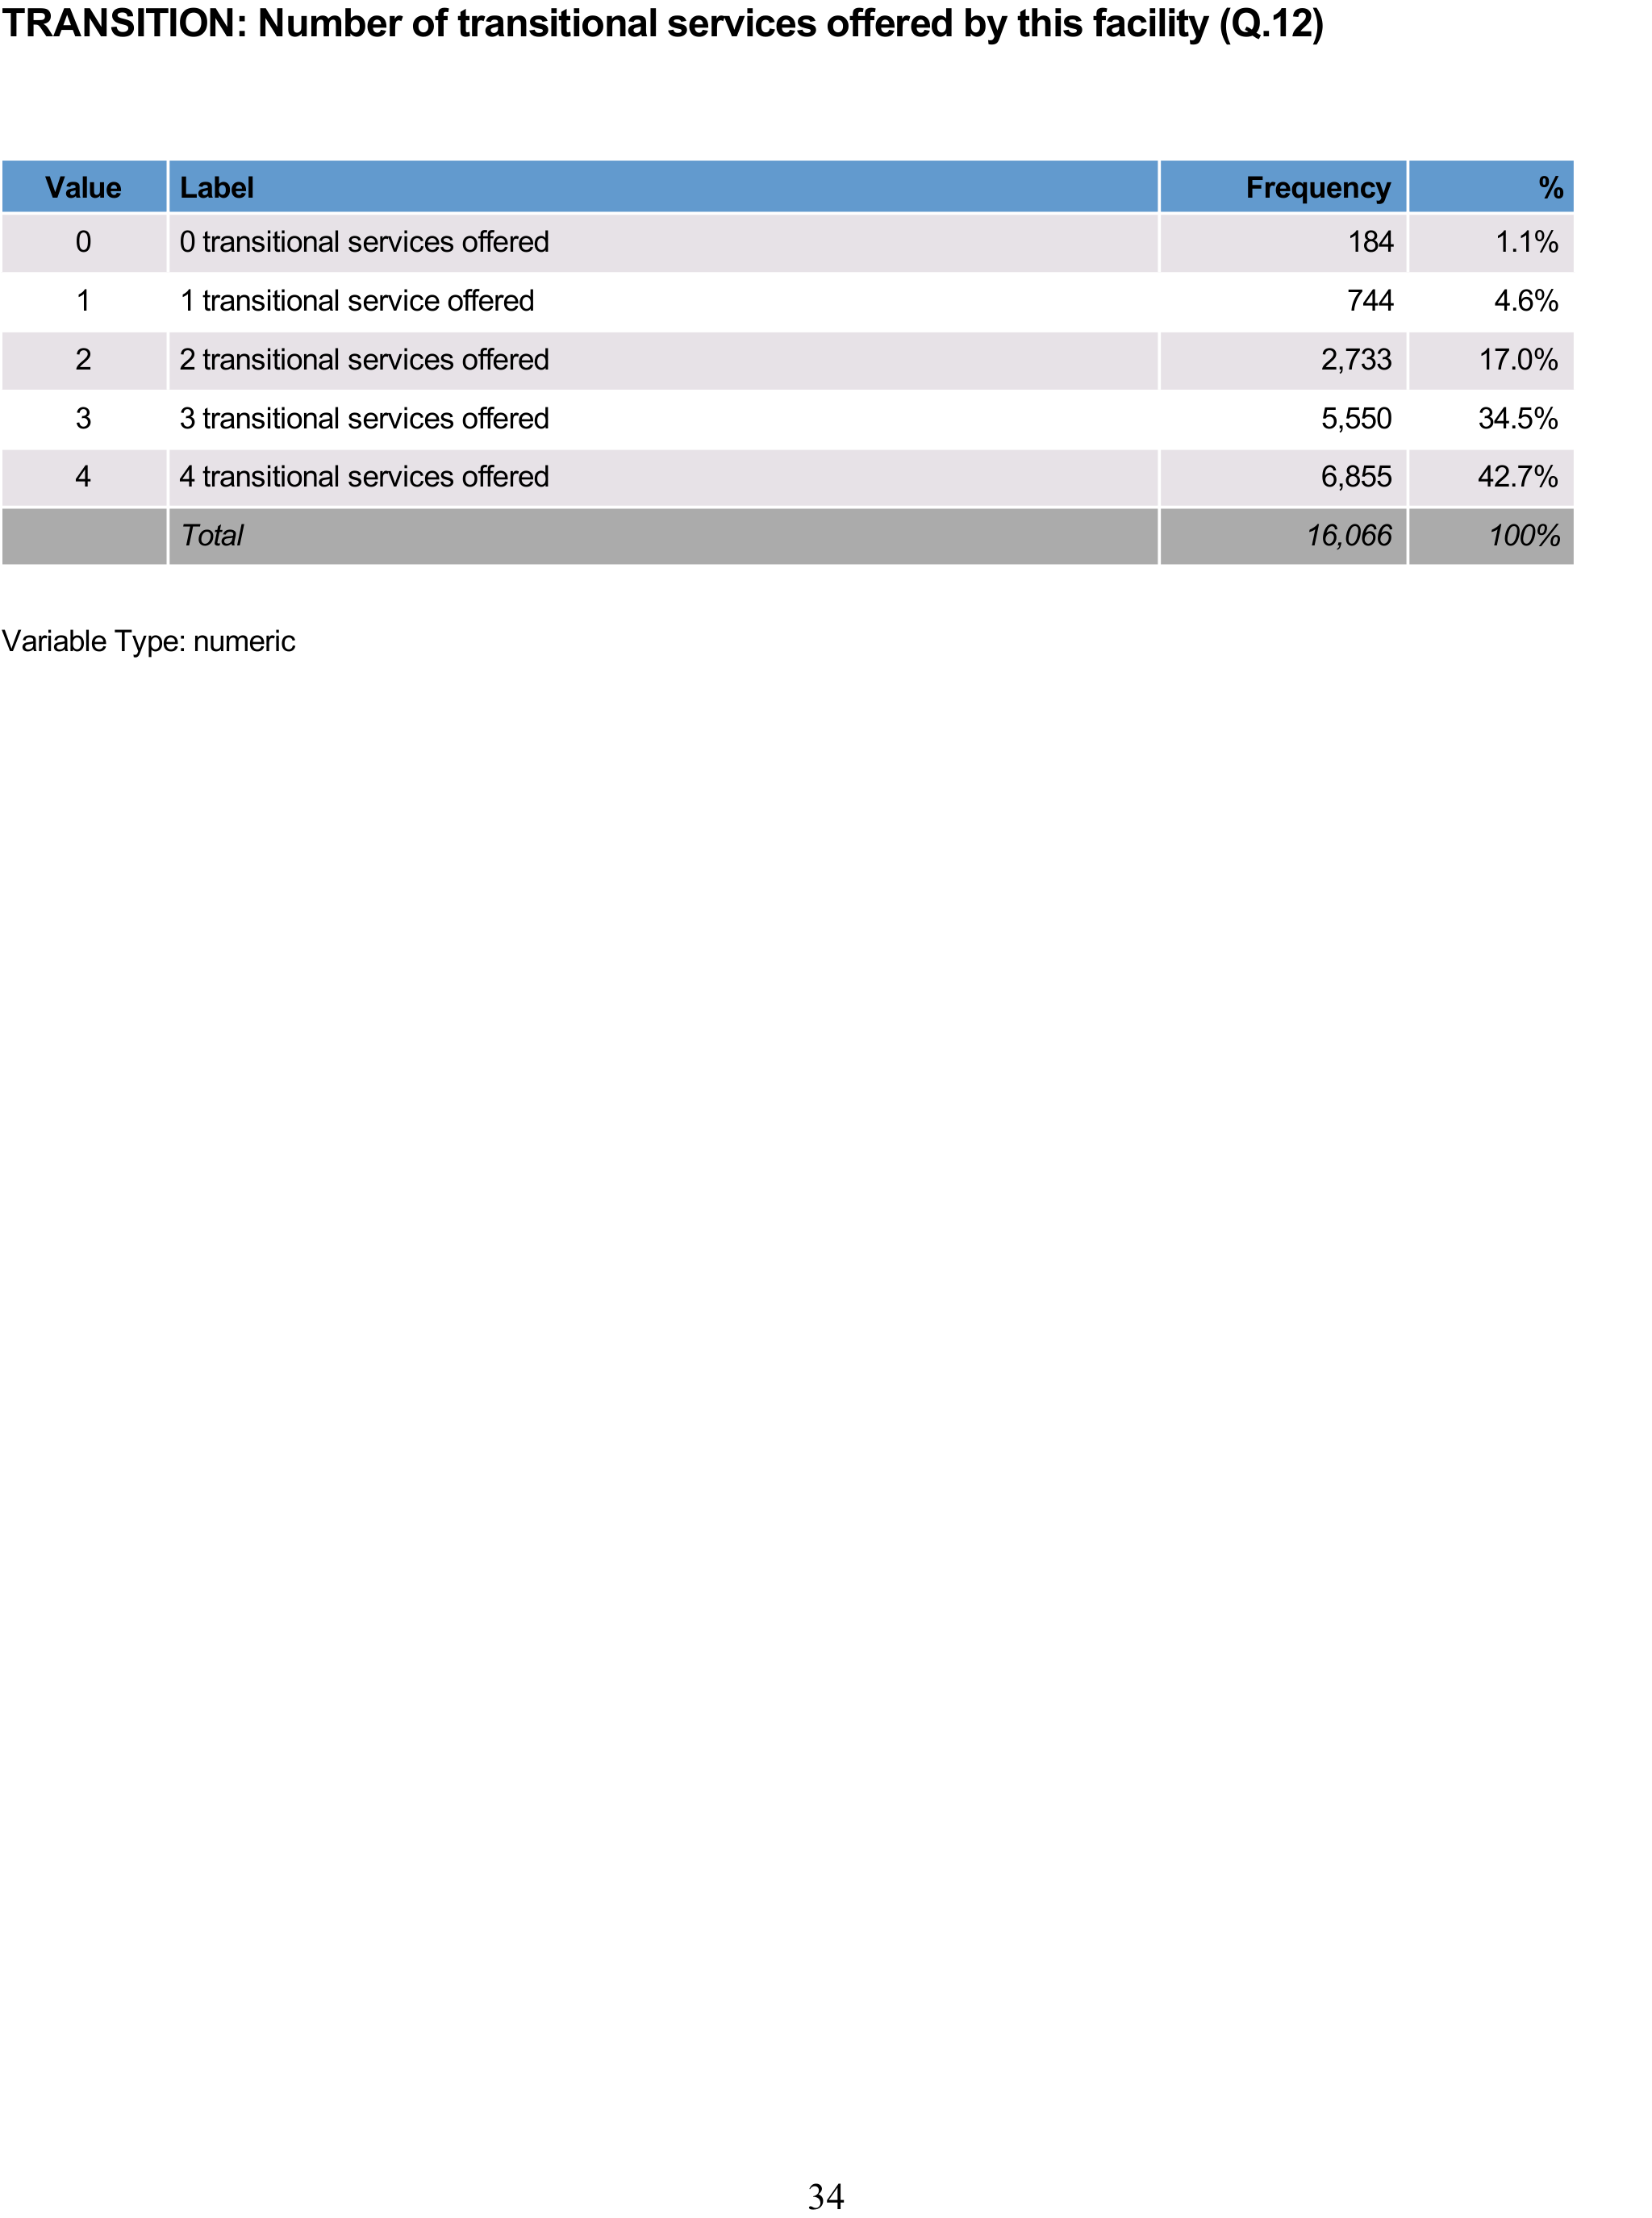 TRANSITION: Number of transitional services offered by this facility (Q.12)
Value Label Frequency %
0 0 transitional services offered 184 1.1%
1 1 transitional service offered 744 4.6%
2 2 transitional services offered 2,733 17.0%
3 3 transitional services offered 5,550 34.5%
4 4 transitional services offered 6,855 42.7%
Total 16,066 100%
Variable Type: numeric
34